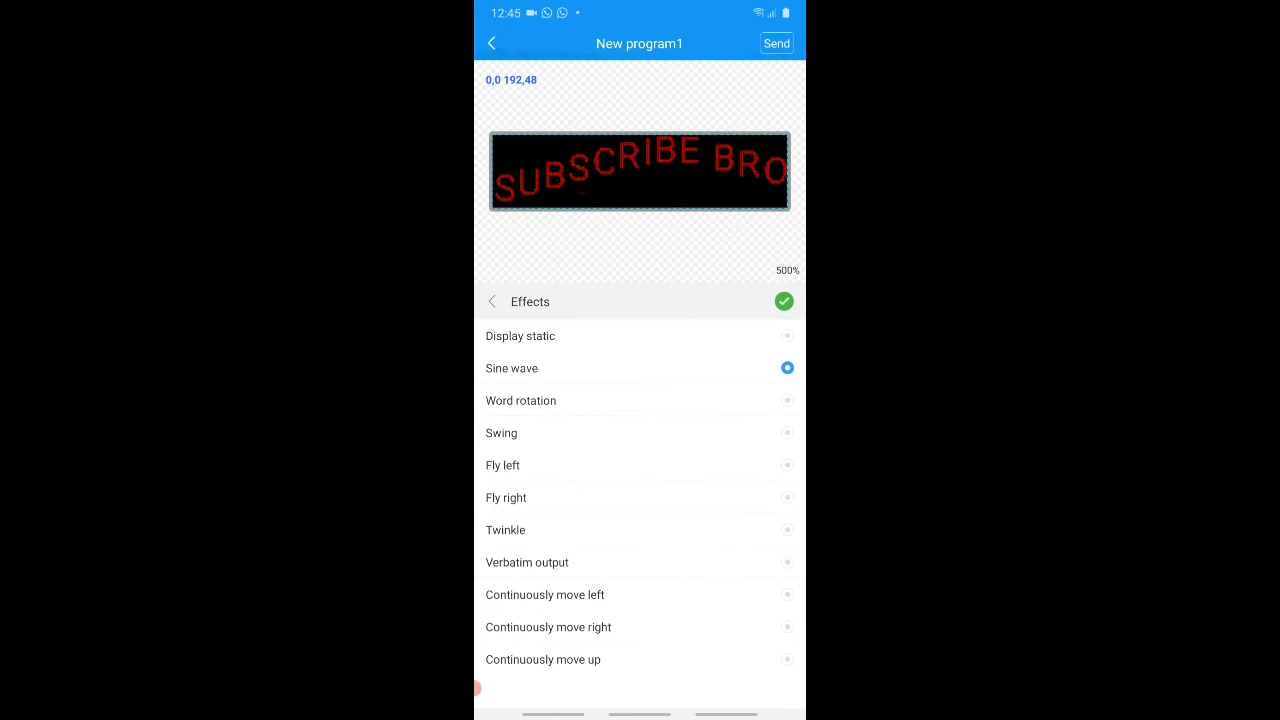 12:45
New program1
Send
0,0 192,48
SUBSCRIBE BRO
500%
Effects
Display static
Sine wave
Word rotation
Swing
Fly left
Fly right
Twinkle
Verbatim output
Continuously move left
Continuously move right
Continuously move up